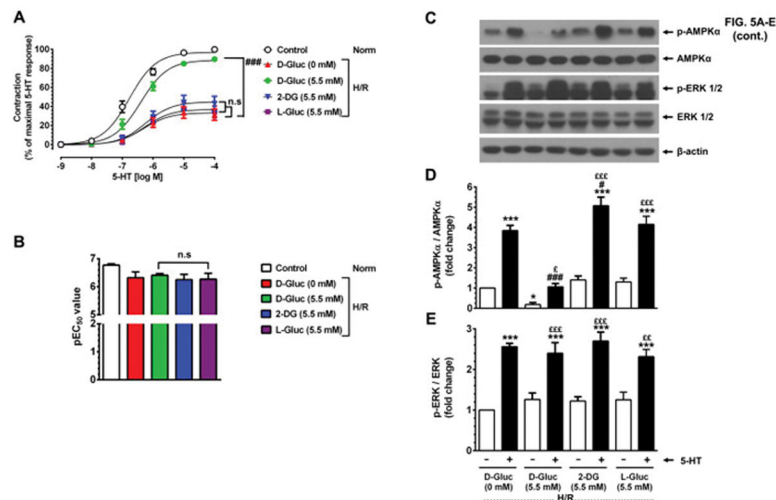 A
Contraction
(% of maximal 5-HT response)
100
80
60
40
20
0
-9 -8 -7 -6 -5 -4
5-HT [log M]
###
n.s
Control Norm
D-Gluc (0 mM)
D-Gluc (5.5 mM)
2-DG (5.5 mM)
L-Gluc (5.5 mM)
H/R
B
pEC50 value
7
6
2
1
0
n.s
Control Norm
D-Gluc (0 mM)
D-Gluc (5.5 mM)
2-DG (5.5 mM)
L-Gluc (5.5 mM)
H/R
C
FIG. 5A-E
(cont.)
p-AMPKα
AMPKα
p-ERK 1/2
ERK 1/2
β-actin
D
p-AMPKα / AMPKα
(fold change)
6
5
4
3
2
1
0
***
*
£
###
£££
#
***
£££
***
E
p-ERK / ERK
(fold change)
3
2
1
0
***
£££
***
£££
***
££
***
- + - + - + - + 5-HT
D-Gluc D-Gluc 2-DG L-Gluc
(0 mM) (5.5 mM) (5.5 mM) (5.5 mM)
H/R